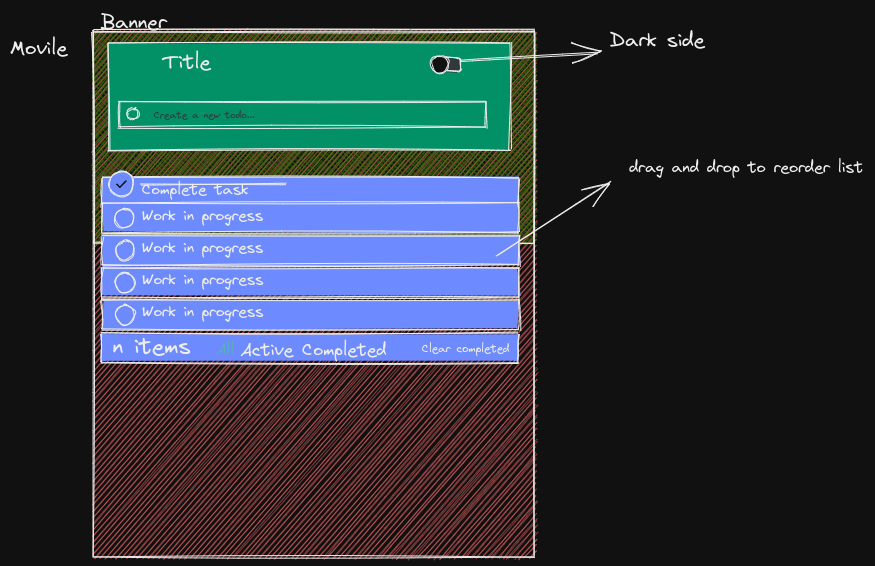 Banner
Movile
Dark side
Title
Create a new todo...
drag and drop to reorder list
Complete task
Work in progress
Work in progress
Work in progress
Work in progress
n items all Active Completed Clear completed